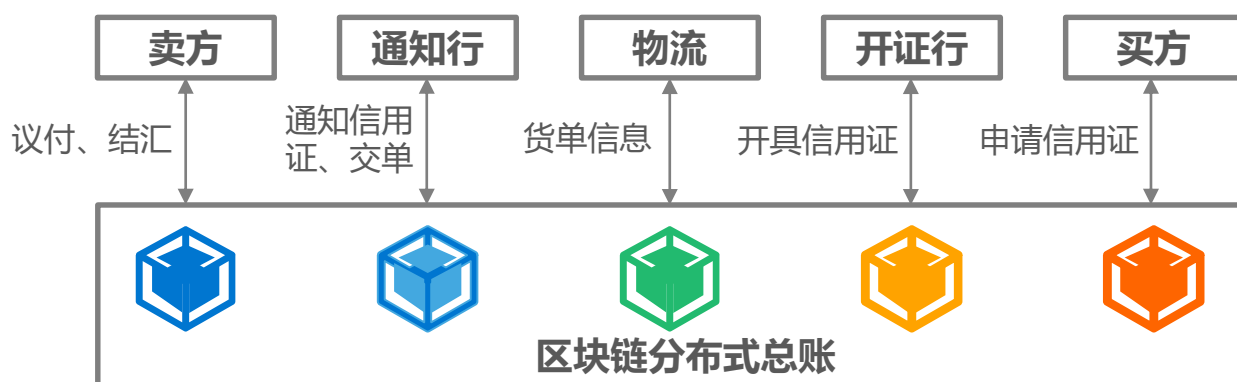 卖方
通知行
物流
开证行
买方
议付、结汇
通知信用
证、交单
货单信息
开具信用证
申请信用证
区块链分布式总账